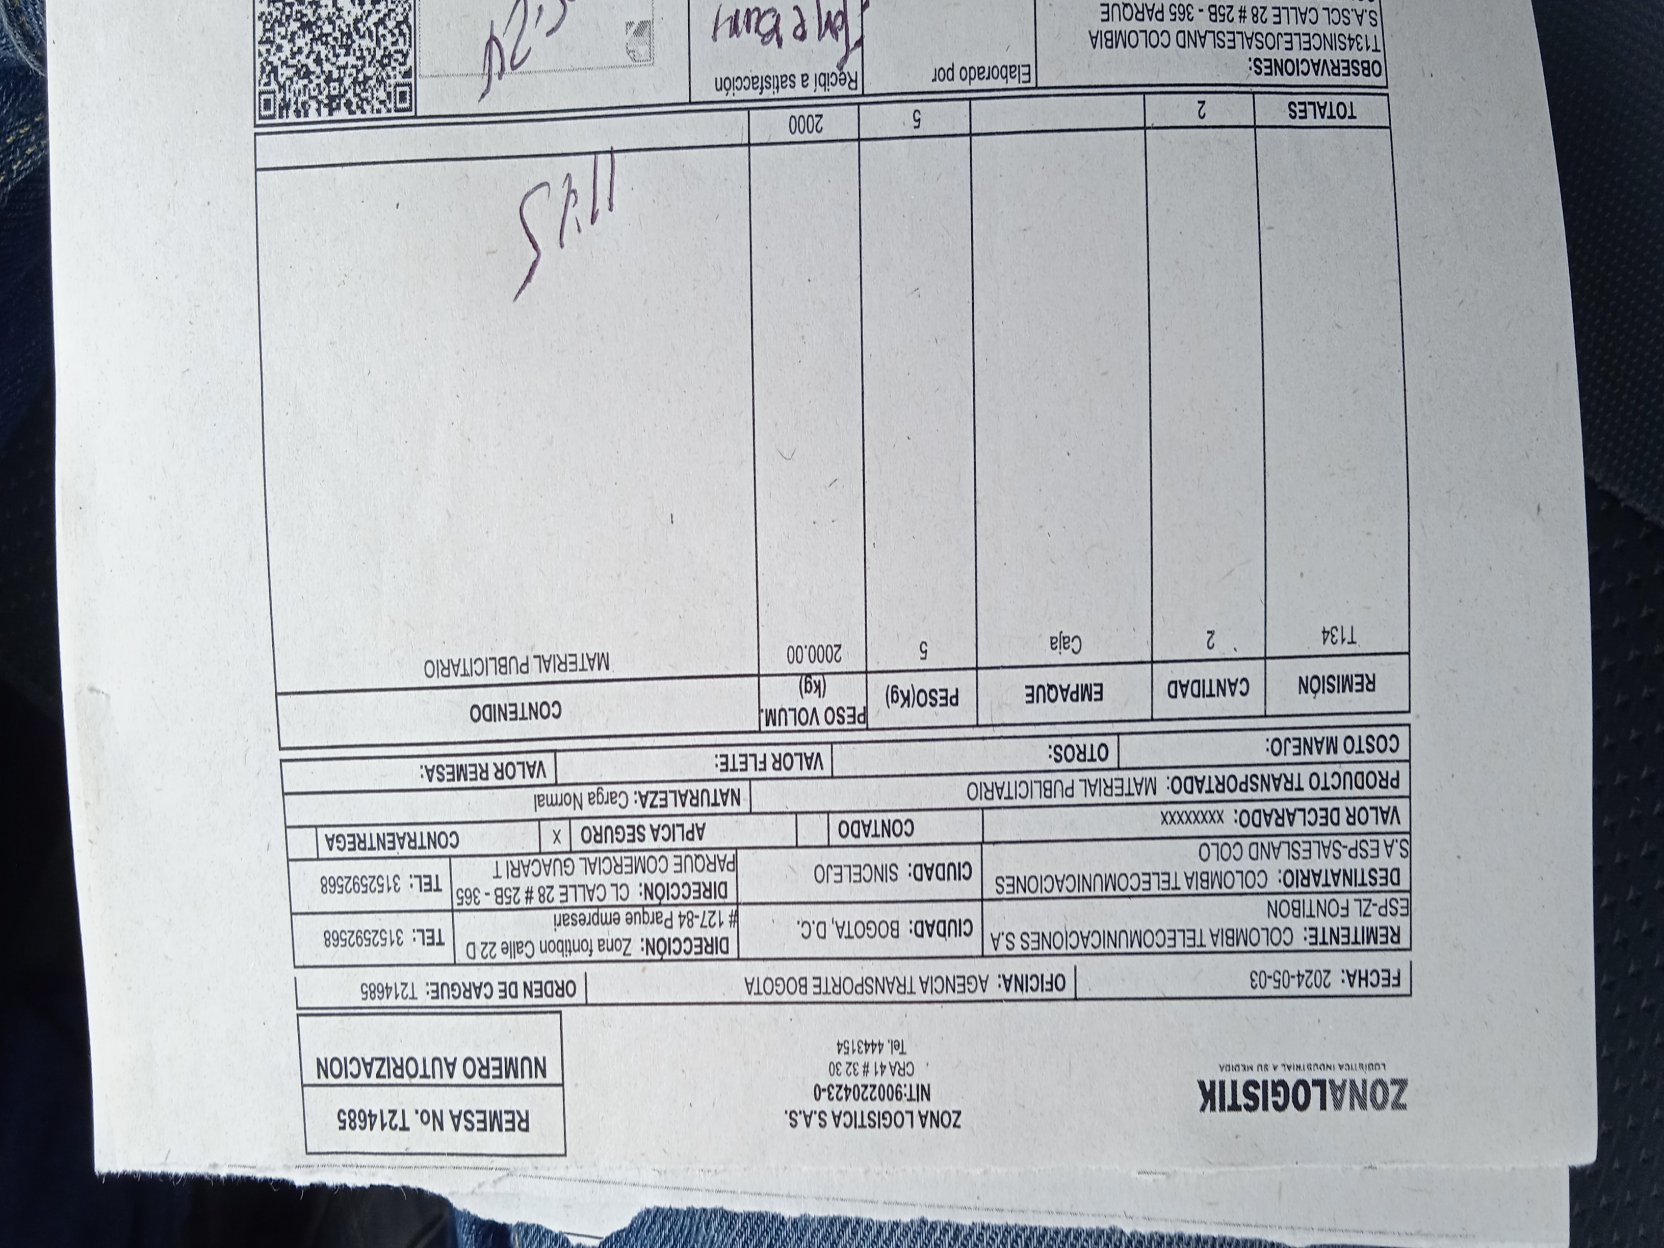 ZONALOGISTIK
LOGISTICA INDUSTRIAL A SU MEDIDA
ZONA LOGISTICA S.A.S.
NIT:900220423-0
CRA 41 # 32 30
Tel. 4443154
REMESA No. T214685
NUMERO AUTORIZACION
FECHA: 2024-05-03 OFICINA: AGENCIA TRANSPORTE BOGOTA ORDEN DE CARGUE: T214685
REMITENTE: COLOMBIA TELECOMUNICACIONES S.A
ESP-ZL FONTIBON
CIUDAD: BOGOTA, D.C.
DIRECCIÓN: Zona fontibon Calle 22 D
# 127-84 Parque empresari
TEL: 3152592568
DESTINATARIO: COLOMBIA TELECOMUNICACIONES
S.A ESP-SALESLAND COLO
CIUDAD: SINCELEJO
DIRECCIÓN: CL CALLE 28 # 25B - 365
PARQUE COMERCIAL GUACARI T
TEL: 3152592568
VALOR DECLARADO: xxxxxxxx CONTADO APLICA SEGURO X CONTRAENTREGA
PRODUCTO TRANSPORTADO: MATERIAL PUBLICITARIO NATURALEZA: Carga Normal
COSTO MANEJO: OTROS: VALOR FLETE: VALOR REMESA:
REMISIÓN CANTIDAD EMPAQUE PESO(Kg) PESO VOLUM. (kg) CONTENIDO
T134 2 Caja 5 2000.00 MATERIAL PUBLICITARIO
TOTALES 2 5 2000
OBSERVACIONES:
T134SINCELEJOSALESLAND COLOMBIA
S.A.SCL CALLE 28 # 25B - 365 PARQUE
Elaborado por
Recibí a satisfacción